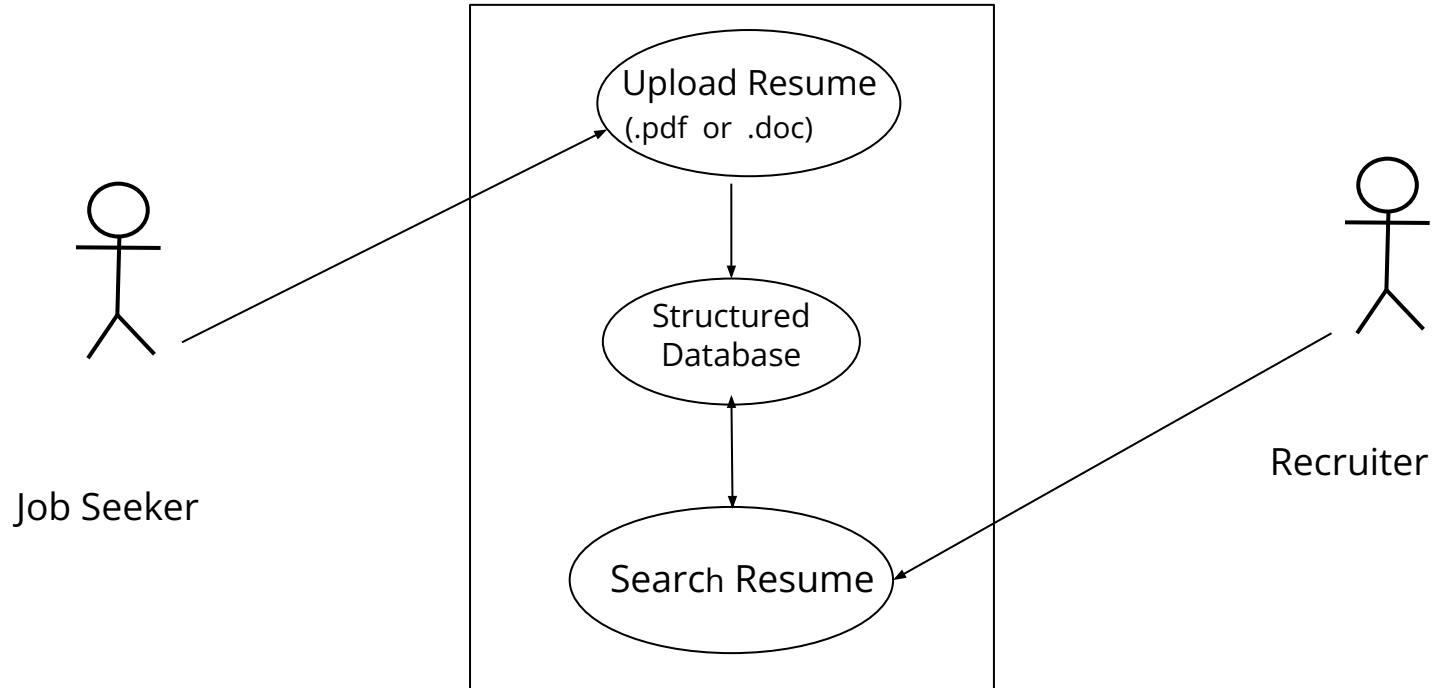 Upload Resume
(.pdf or .doc)
Structured
Database
Recruiter
Job Seeker
Search Resume